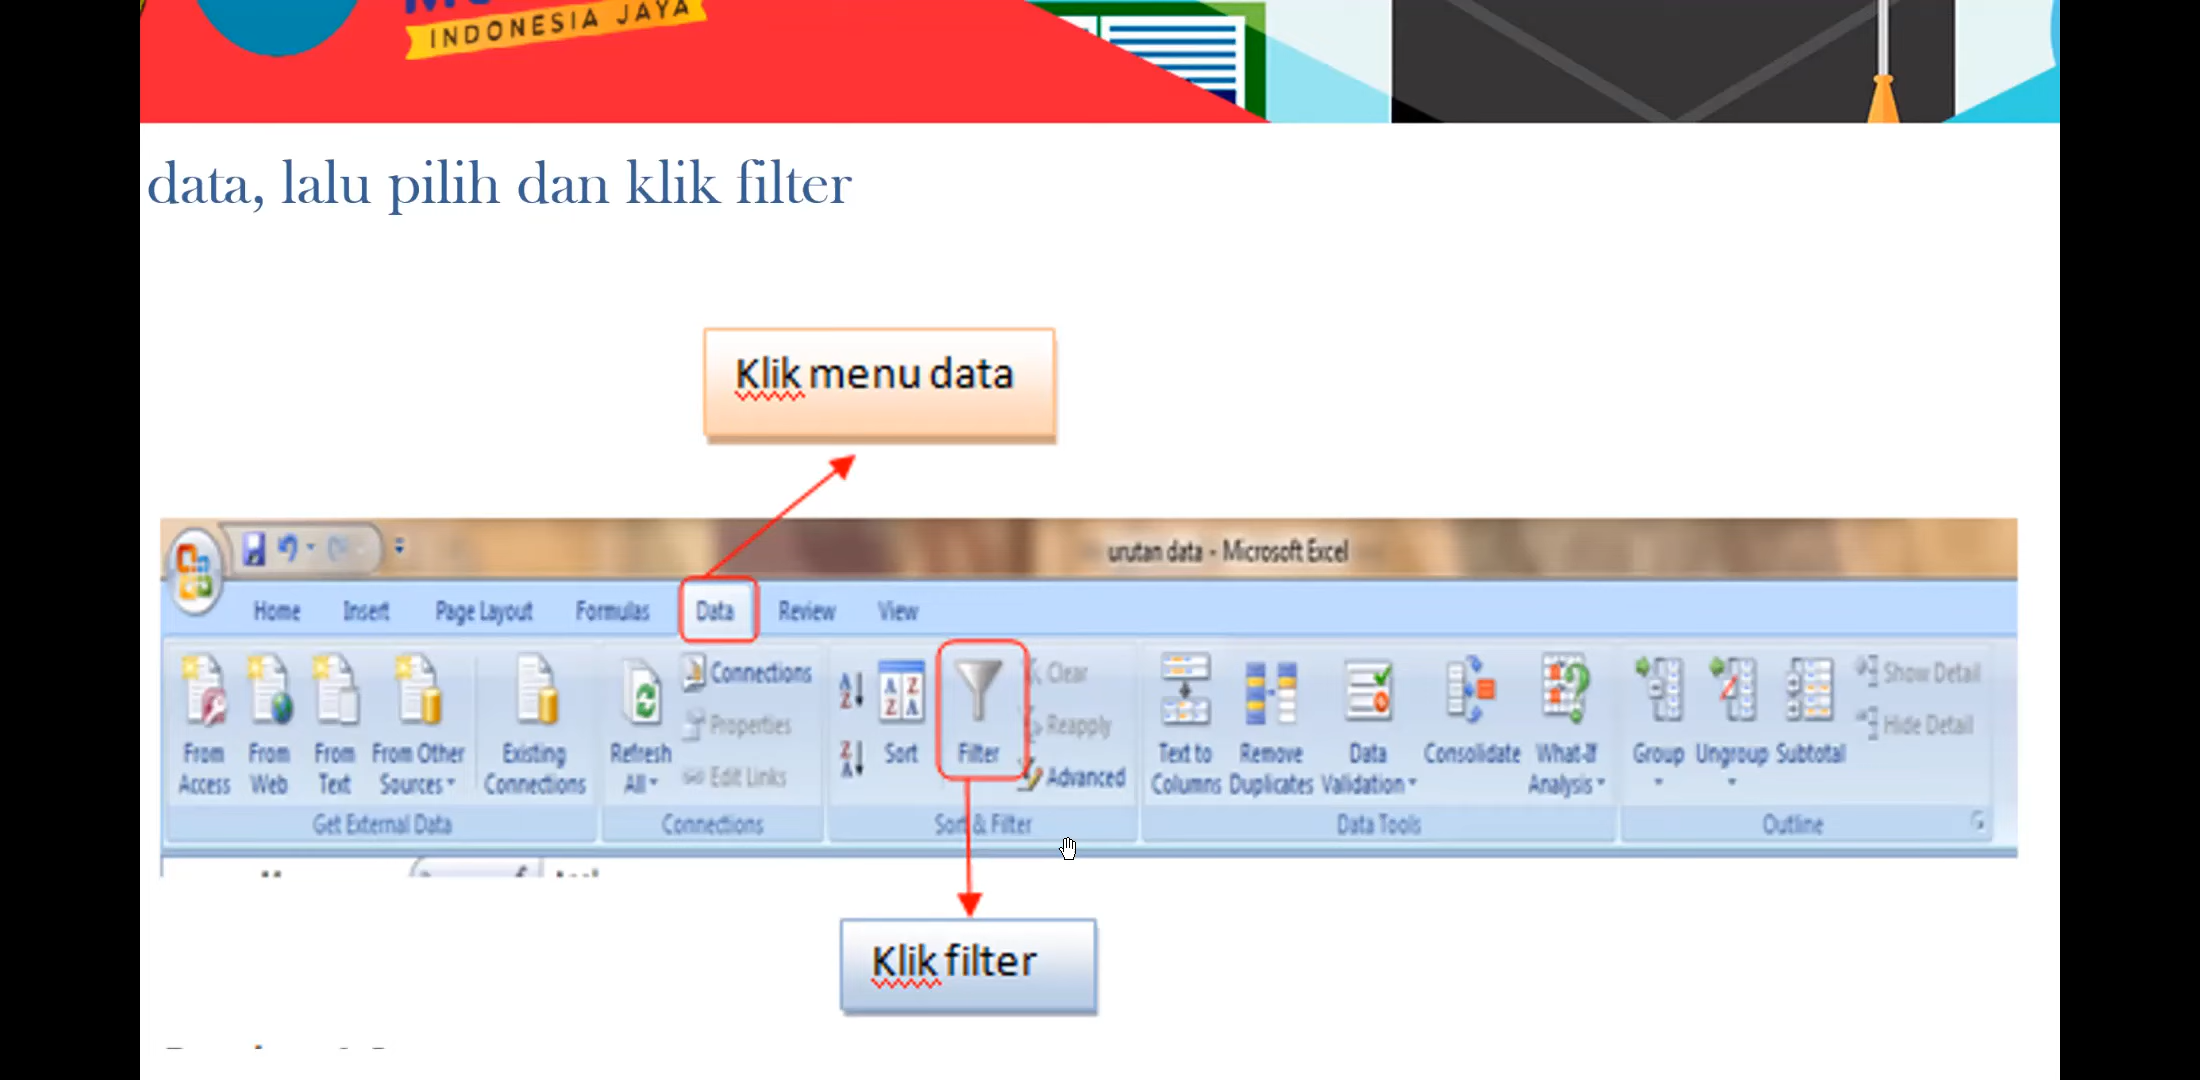 INDONESIA JAYA
data, lalu pilih dan klik filter
Klik menu data
urutan data - Microsoft Excel
Home Insert Page Layout Formulas Data Review View
Connections Clear Show Detail
Properties Reapply Hide Detail
From From From From Other Existing Refresh Sort Filter Text to Remove Data Consolidate What-If Group Ungroup Subtotal
Access Web Text Sources Connections All Edit Links Advanced Columns Duplicates Validation Analysis
Get External Data Connections Sort & Filter Data Tools Outline
Klik filter